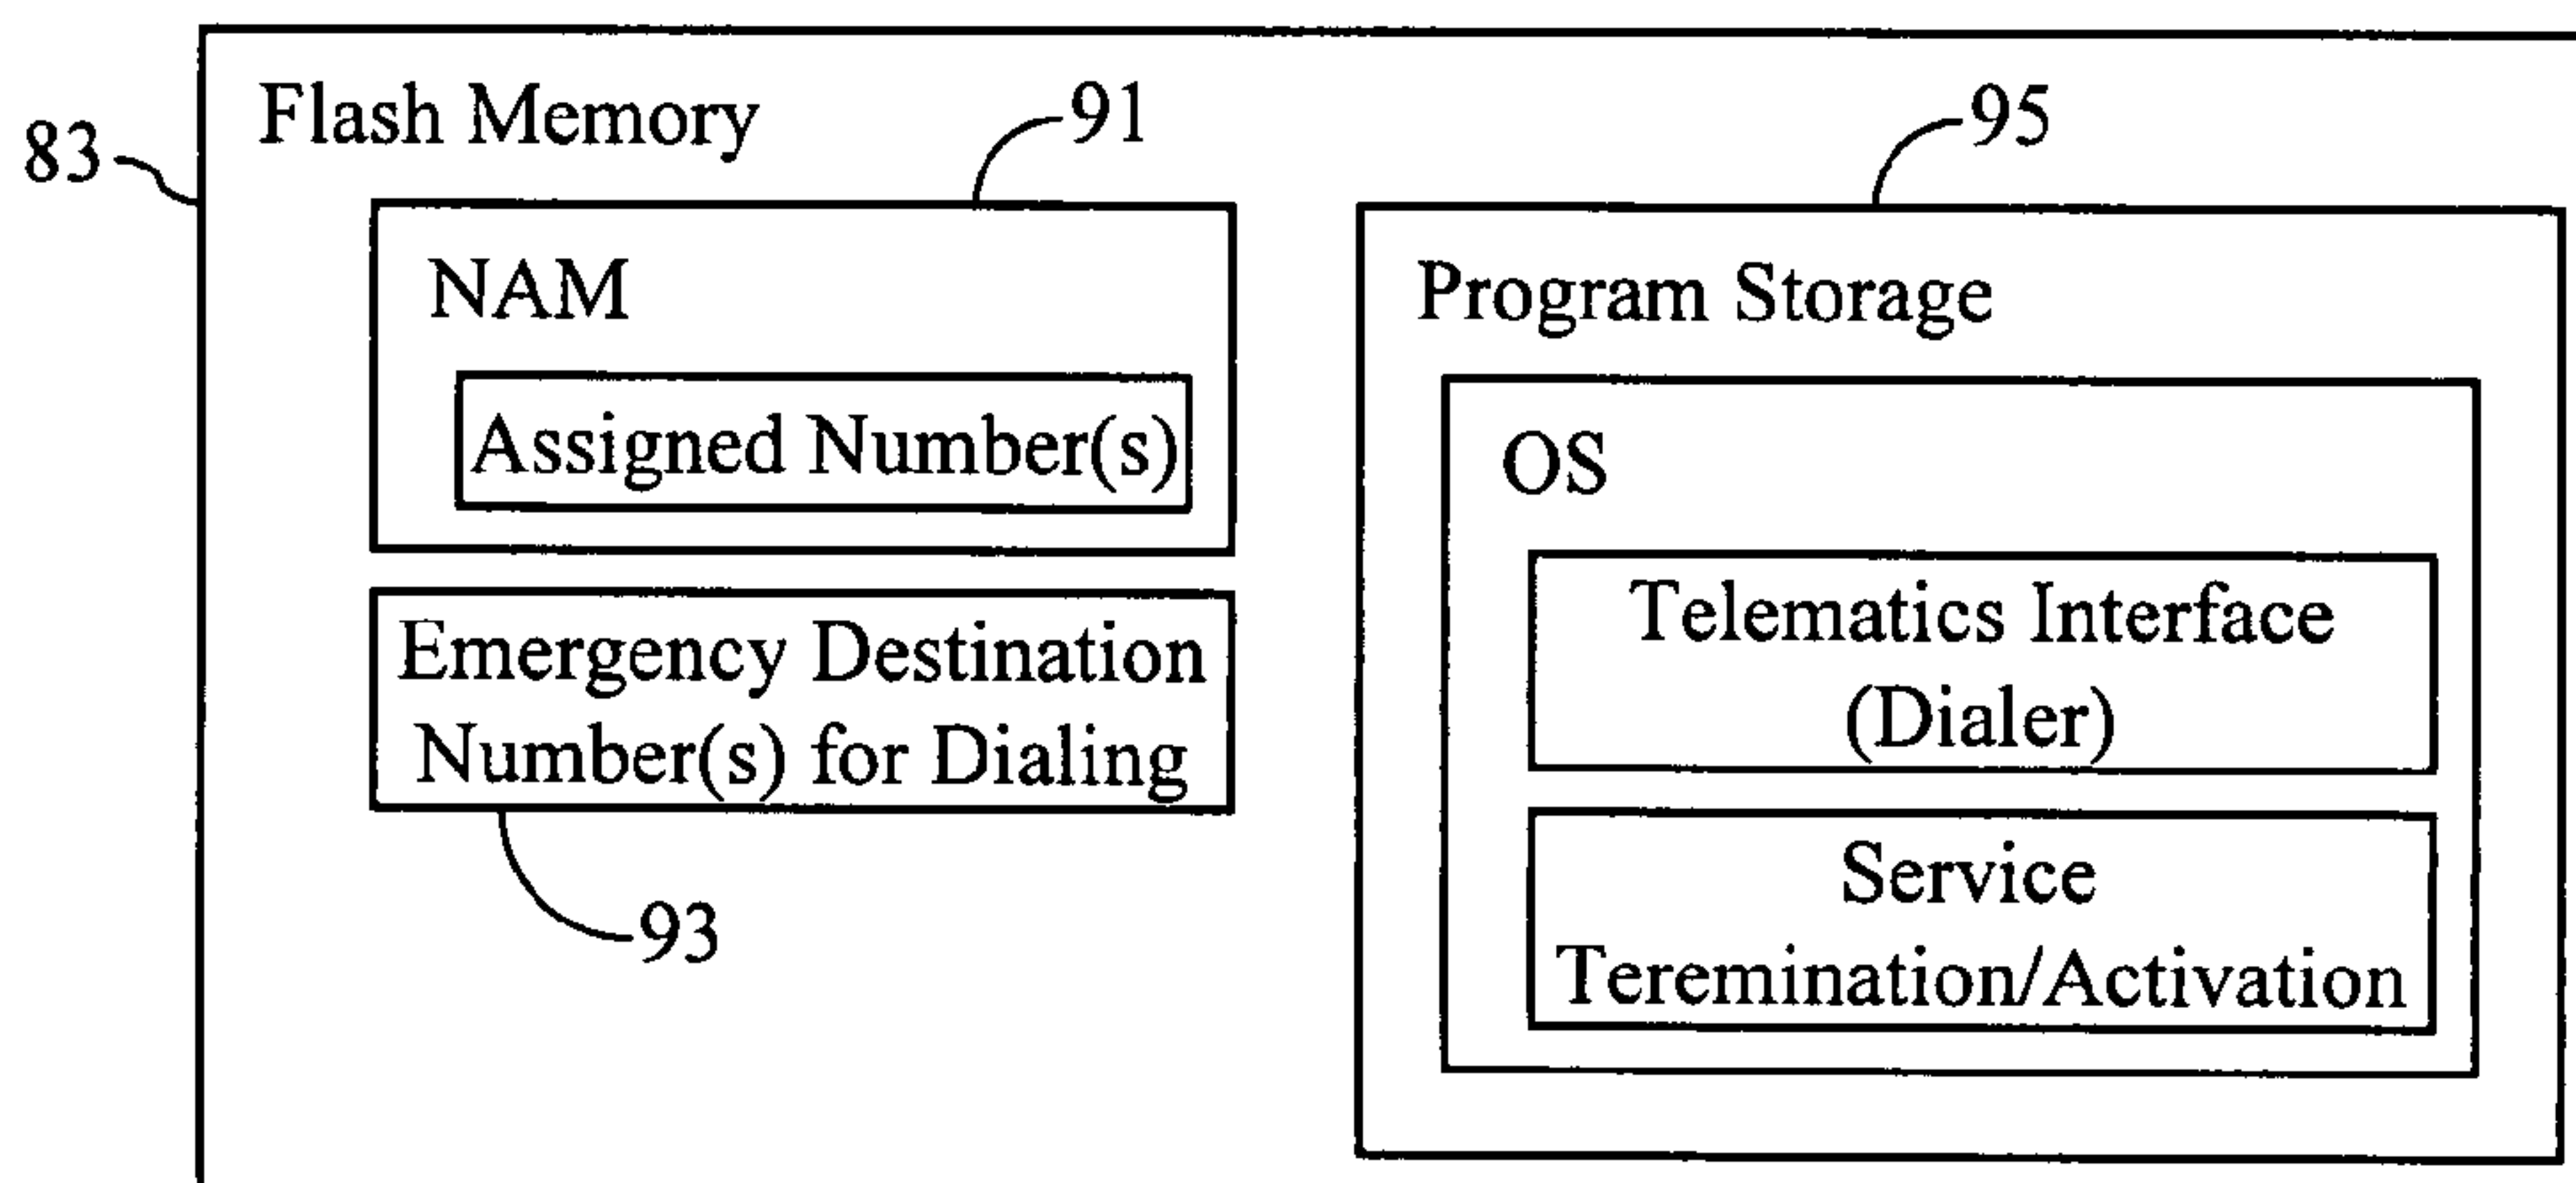 Flash Memory
83
91
NAM
Assigned Number(s)
Emergency Destination
Number(s) for Dialing
93
95
Program Storage
OS
Telematics Interface
(Dialer)
Service
Teremination/Activation